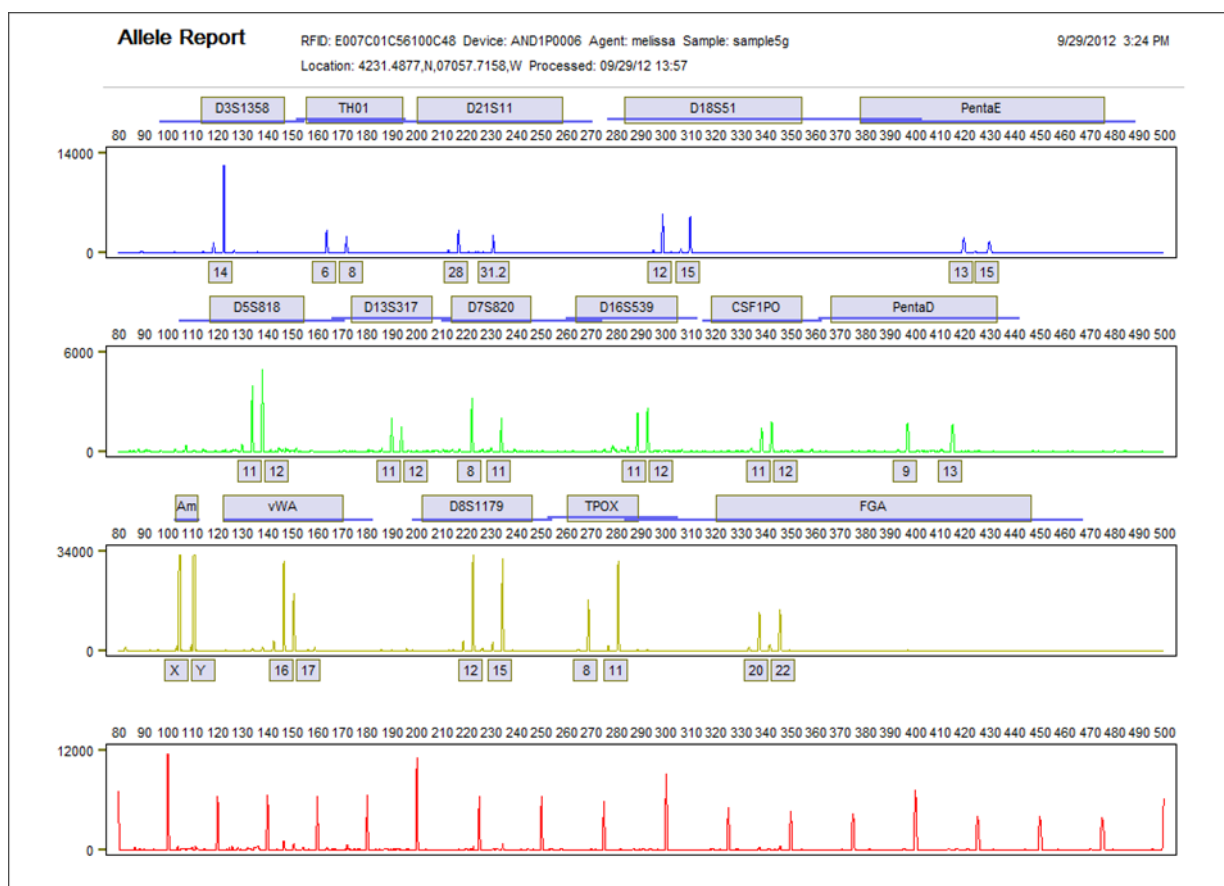 Allele Report RFID: E007C01C56100C48 Device: AND1P0006 Agent: melissa Sample: sample5g 9/29/2012 3:24 PM
Location: 4231.4877,N,07057.7158,W Processed: 09/29/12 13:57
D3S1358 TH01 D21S11 D18S51 PentaE
80 90 100 110 120 130 140 150 160 170 180 190 200 210 220 230 240 250 260 270 280 290 300 310 320 330 340 350 360 370 380 390 400 410 420 430 440 450 460 470 480 490 500
14000
0
14 6 8 28 31.2 12 15 13 15
D5S818 D13S317 D7S820 D16S539 CSF1PO PentaD
80 90 100 110 120 130 140 150 160 170 180 190 200 210 220 230 240 250 260 270 280 290 300 310 320 330 340 350 360 370 380 390 400 410 420 430 440 450 460 470 480 490 500
6000
0
11 12 11 12 8 11 11 12 11 12 9 13
Am vWA D8S1179 TPOX FGA
80 90 100 110 120 130 140 150 160 170 180 190 200 210 220 230 240 250 260 270 280 290 300 310 320 330 340 350 360 370 380 390 400 410 420 430 440 450 460 470 480 490 500
34000
0
X Y 16 17 12 15 8 11 20 22
80 90 100 110 120 130 140 150 160 170 180 190 200 210 220 230 240 250 260 270 280 290 300 310 320 330 340 350 360 370 380 390 400 410 420 430 440 450 460 470 480 490 500
12000
0